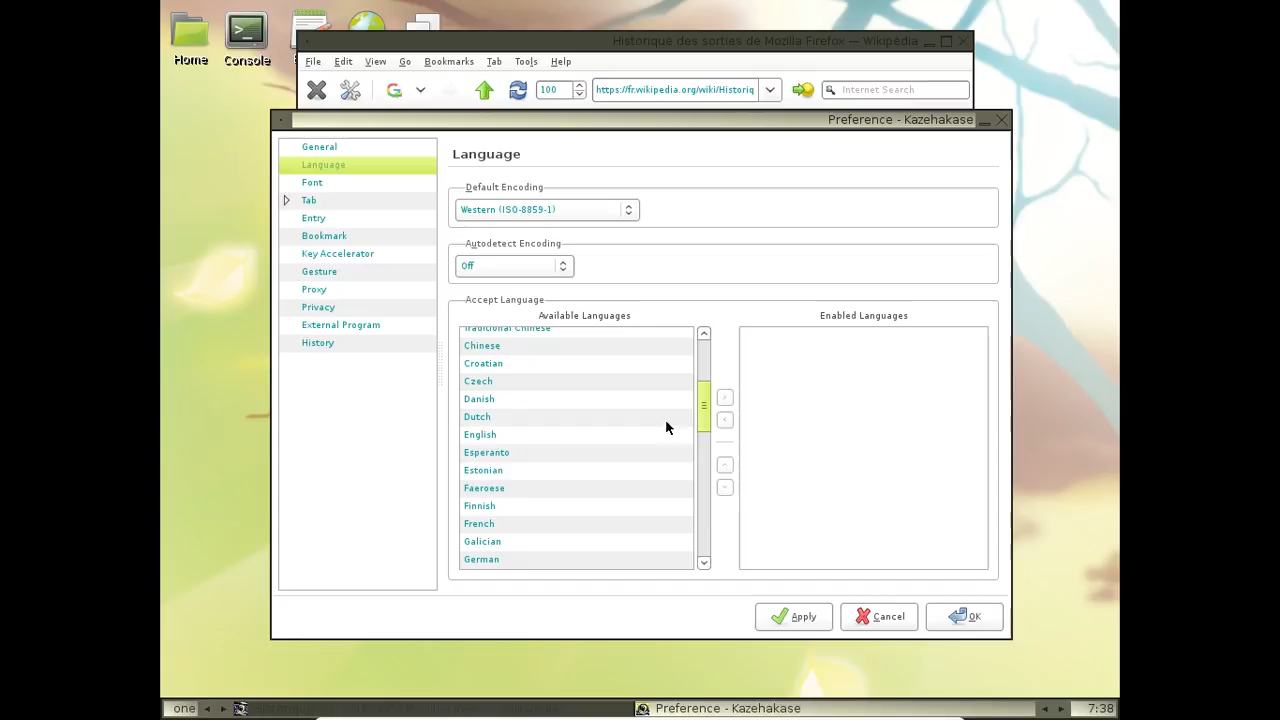 Home
Console
Historique des sorties de Mozilla Firefox — Wikipédia
File Edit View Go Bookmarks Tab Tools Help
100 https://fr.wikipedia.org/wiki/Historiq Internet Search
Preference - Kazehakase
General
Language
Font
Tab
Entry
Bookmark
Key Accelerator
Gesture
Proxy
Privacy
External Program
History
Language
Default Encoding
Western (ISO-8859-1)
Autodetect Encoding
Off
Accept Language
Available Languages
Traditional Chinese
Chinese
Croatian
Czech
Danish
Dutch
English
Esperanto
Estonian
Faeroese
Finnish
French
Galician
German
Enabled Languages
Apply Cancel OK
one Preference - Kazehakase 7:38